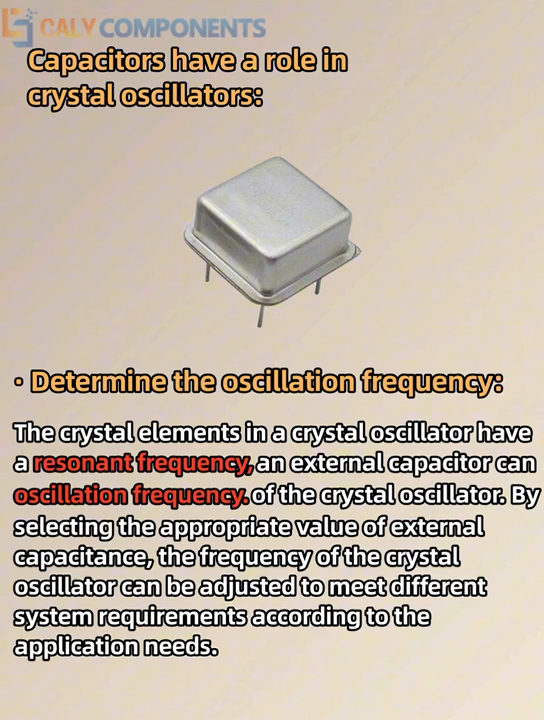 CALY COMPONENTS
Capacitors have a role in
crystal oscillators:
· Determine the oscillation frequency:
The crystal elements in a crystal oscillator have
a resonant frequency, an external capacitor can
oscillation frequency. of the crystal oscillator. By
selecting the appropriate value of external
capacitance, the frequency of the crystal
oscillator can be adjusted to meet different
system requirements according to the
application needs.